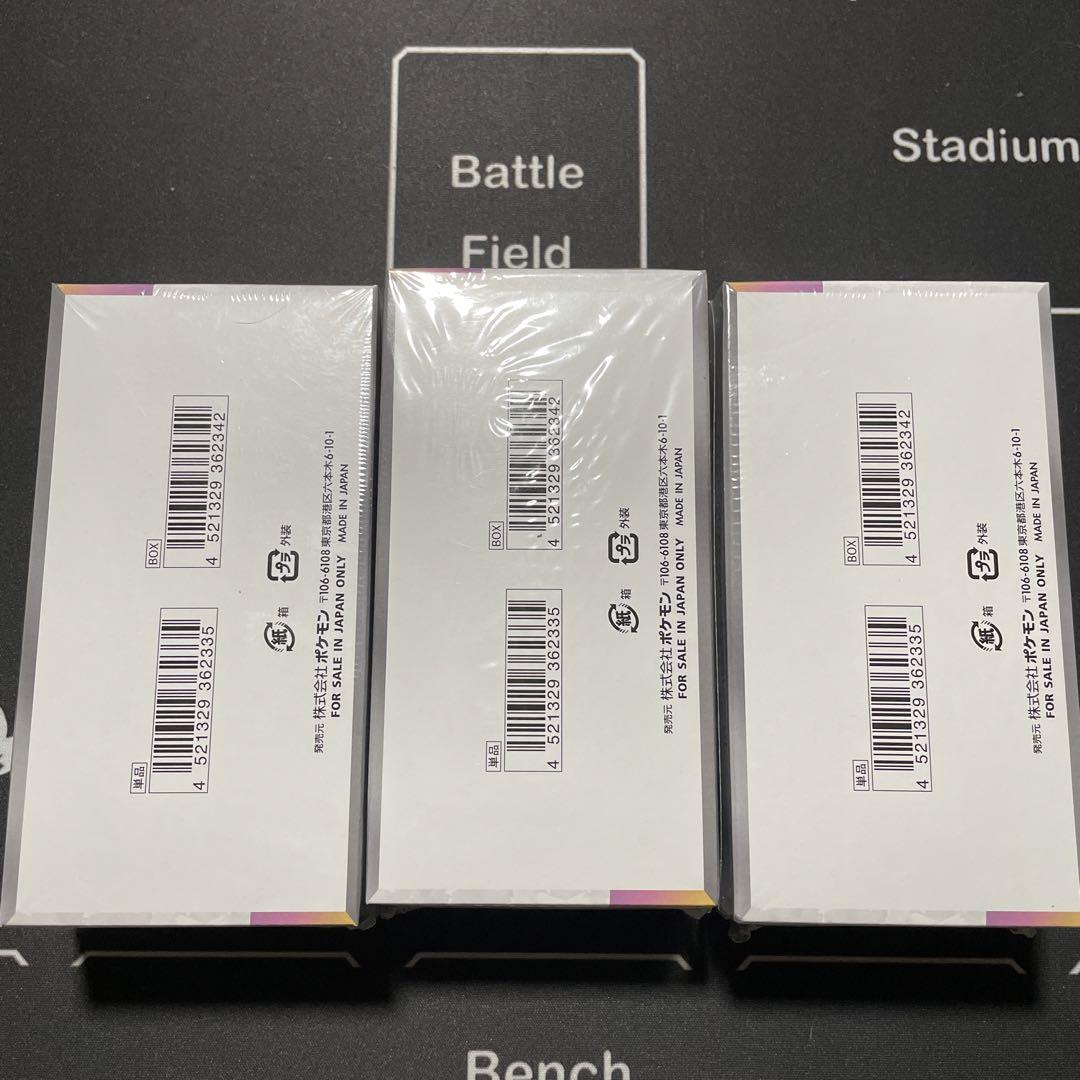 Battle
Field
Stadium
BOX
4 521329 362342
単品
4 521329 362335
プラ 外装
紙 箱
発売元 株式会社ポケモン 〒106-6108 東京都港区六本木6-10-1
FOR SALE IN JAPAN ONLY MADE IN JAPAN
BOX
4 521329 362342
単品
4 521329 362335
プラ 外装
紙 箱
発売元 株式会社ポケモン 〒106-6108 東京都港区六本木6-10-1
FOR SALE IN JAPAN ONLY MADE IN JAPAN
BOX
4 521329 362342
単品
4 521329 362335
プラ 外装
紙 箱
発売元 株式会社ポケモン 〒106-6108 東京都港区六本木6-10-1
FOR SALE IN JAPAN ONLY MADE IN JAPAN
Bench